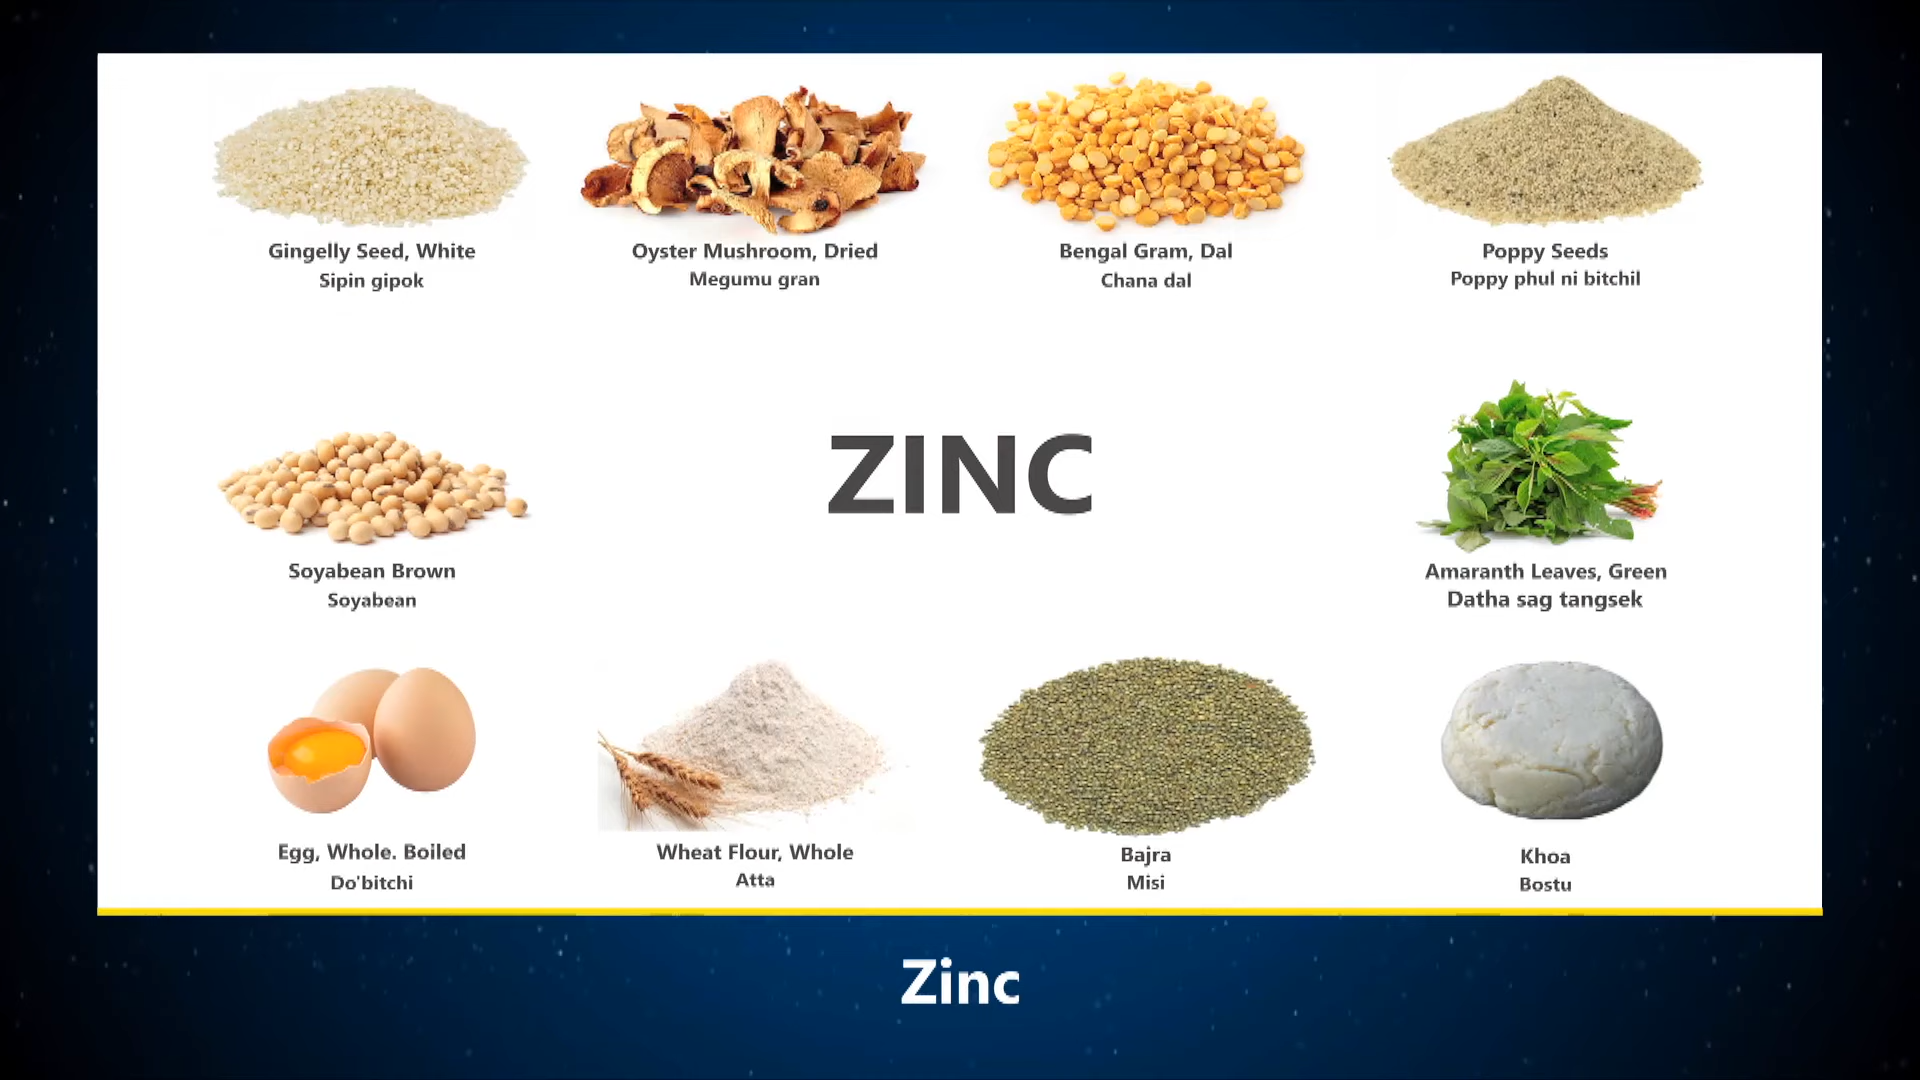 Gingelly Seed, White
Sipin gipok
Oyster Mushroom, Dried
Megumu gran
Bengal Gram, Dal
Chana dal
Poppy Seeds
Poppy phul ni bitchil
ZINC
Soyabean Brown
Soyabean
Amaranth Leaves, Green
Datha sag tangsek
Egg, Whole. Boiled
Do'bitchi
Wheat Flour, Whole
Atta
Bajra
Misi
Khoa
Bostu
Zinc